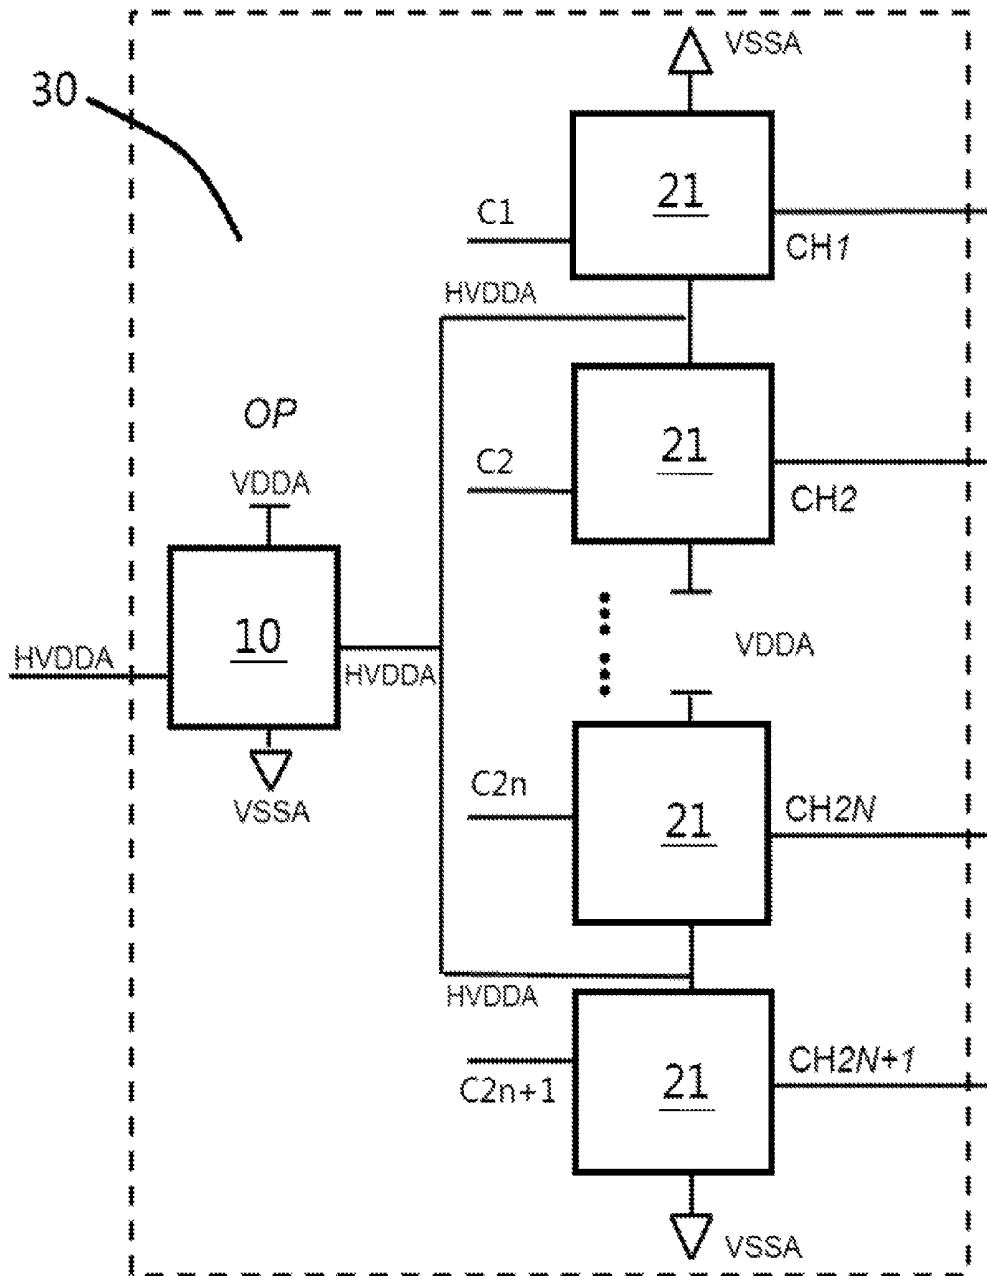 VSSA
30
21
C1
CH1
HVDDA
21
OP
C2
CH2
VDDA
10
VDDA
HVDDA
HVDDA
C2n
CH2N
VSSA
21
HVDDA
CH2N+1
21
C2n+1
VSSA